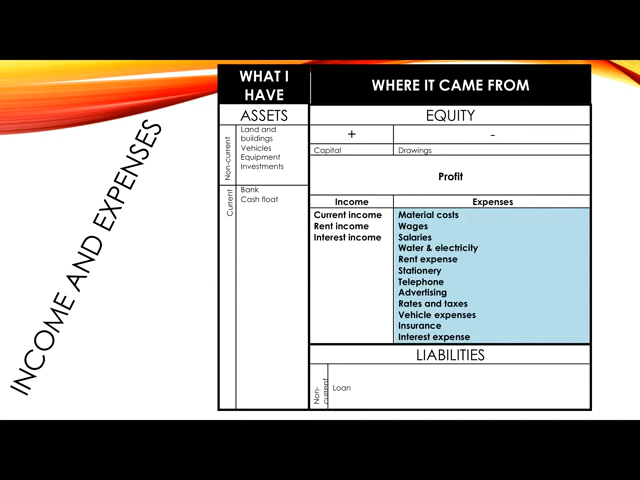 INCOME AND EXPENSES
WHAT I
HAVE
WHERE IT CAME FROM
ASSETS
EQUITY
Non-current
Land and
buildings
Vehicles
Equipment
Investments
+
-
Capital
Drawings
Profit
Current
Bank
Cash float
Income
Expenses
Current income
Rent income
Interest income
Material costs
Wages
Salaries
Water & electricity
Rent expense
Stationery
Telephone
Advertising
Rates and taxes
Vehicle expenses
Insurance
Interest expense
LIABILITIES
Non-
current
Loan